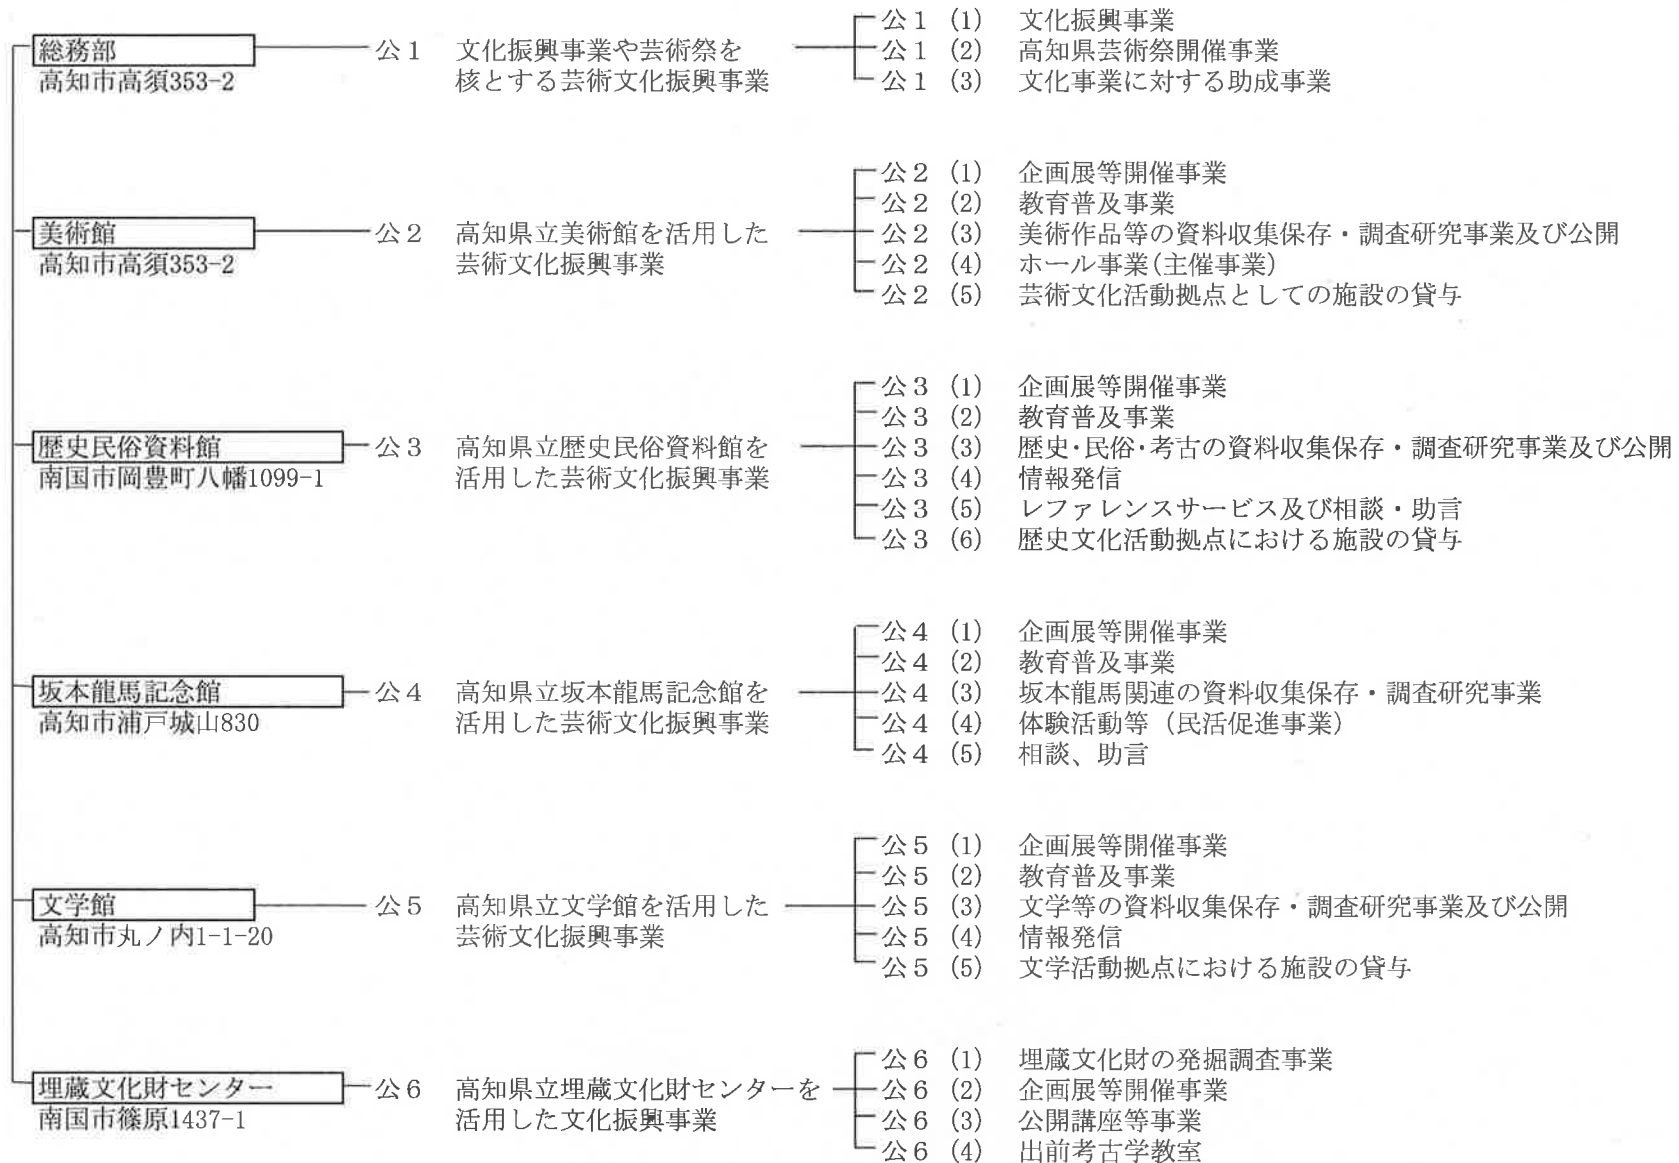 公１ (1) 文化振興事業
総務部 公１ 文化振興事業や芸術祭を 公１ (2) 高知県芸術祭開催事業
高知市高須353-2 核とする芸術文化振興事業 公１ (3) 文化事業に対する助成事業
公２ (1) 企画展等開催事業
公２ (2) 教育普及事業
美術館 公２ 高知県立美術館を活用した 公２ (3) 美術作品等の資料収集保存・調査研究事業及び公開
高知市高須353-2 芸術文化振興事業 公２ (4) ホール事業(主催事業)
公２ (5) 芸術文化活動拠点としての施設の貸与
公３ (1) 企画展等開催事業
公３ (2) 教育普及事業
歴史民俗資料館 公３ 高知県立歴史民俗資料館を 公３ (3) 歴史･民俗･考古の資料収集保存・調査研究事業及び公開
南国市岡豊町八幡1099-1 活用した芸術文化振興事業 公３ (4) 情報発信
公３ (5) レファレンスサービス及び相談・助言
公３ (6) 歴史文化活動拠点における施設の貸与
公４ (1) 企画展等開催事業
公４ (2) 教育普及事業
坂本龍馬記念館 公４ 高知県立坂本龍馬記念館を 公４ (3) 坂本龍馬関連の資料収集保存・調査研究事業
高知市浦戸城山830 活用した芸術文化振興事業 公４ (4) 体験活動等（民活促進事業）
公４ (5) 相談、助言
公５ (1) 企画展等開催事業
公５ (2) 教育普及事業
文学館 公５ 高知県立文学館を活用した 公５ (3) 文学等の資料収集保存・調査研究事業及び公開
高知市丸ノ内1-1-20 芸術文化振興事業 公５ (4) 情報発信
公５ (5) 文学活動拠点における施設の貸与
公６ (1) 埋蔵文化財の発掘調査事業
埋蔵文化財センター 公６ 高知県立埋蔵文化財センターを 公６ (2) 企画展等開催事業
南国市篠原1437-1 活用した文化振興事業 公６ (3) 公開講座等事業
公６ (4) 出前考古学教室